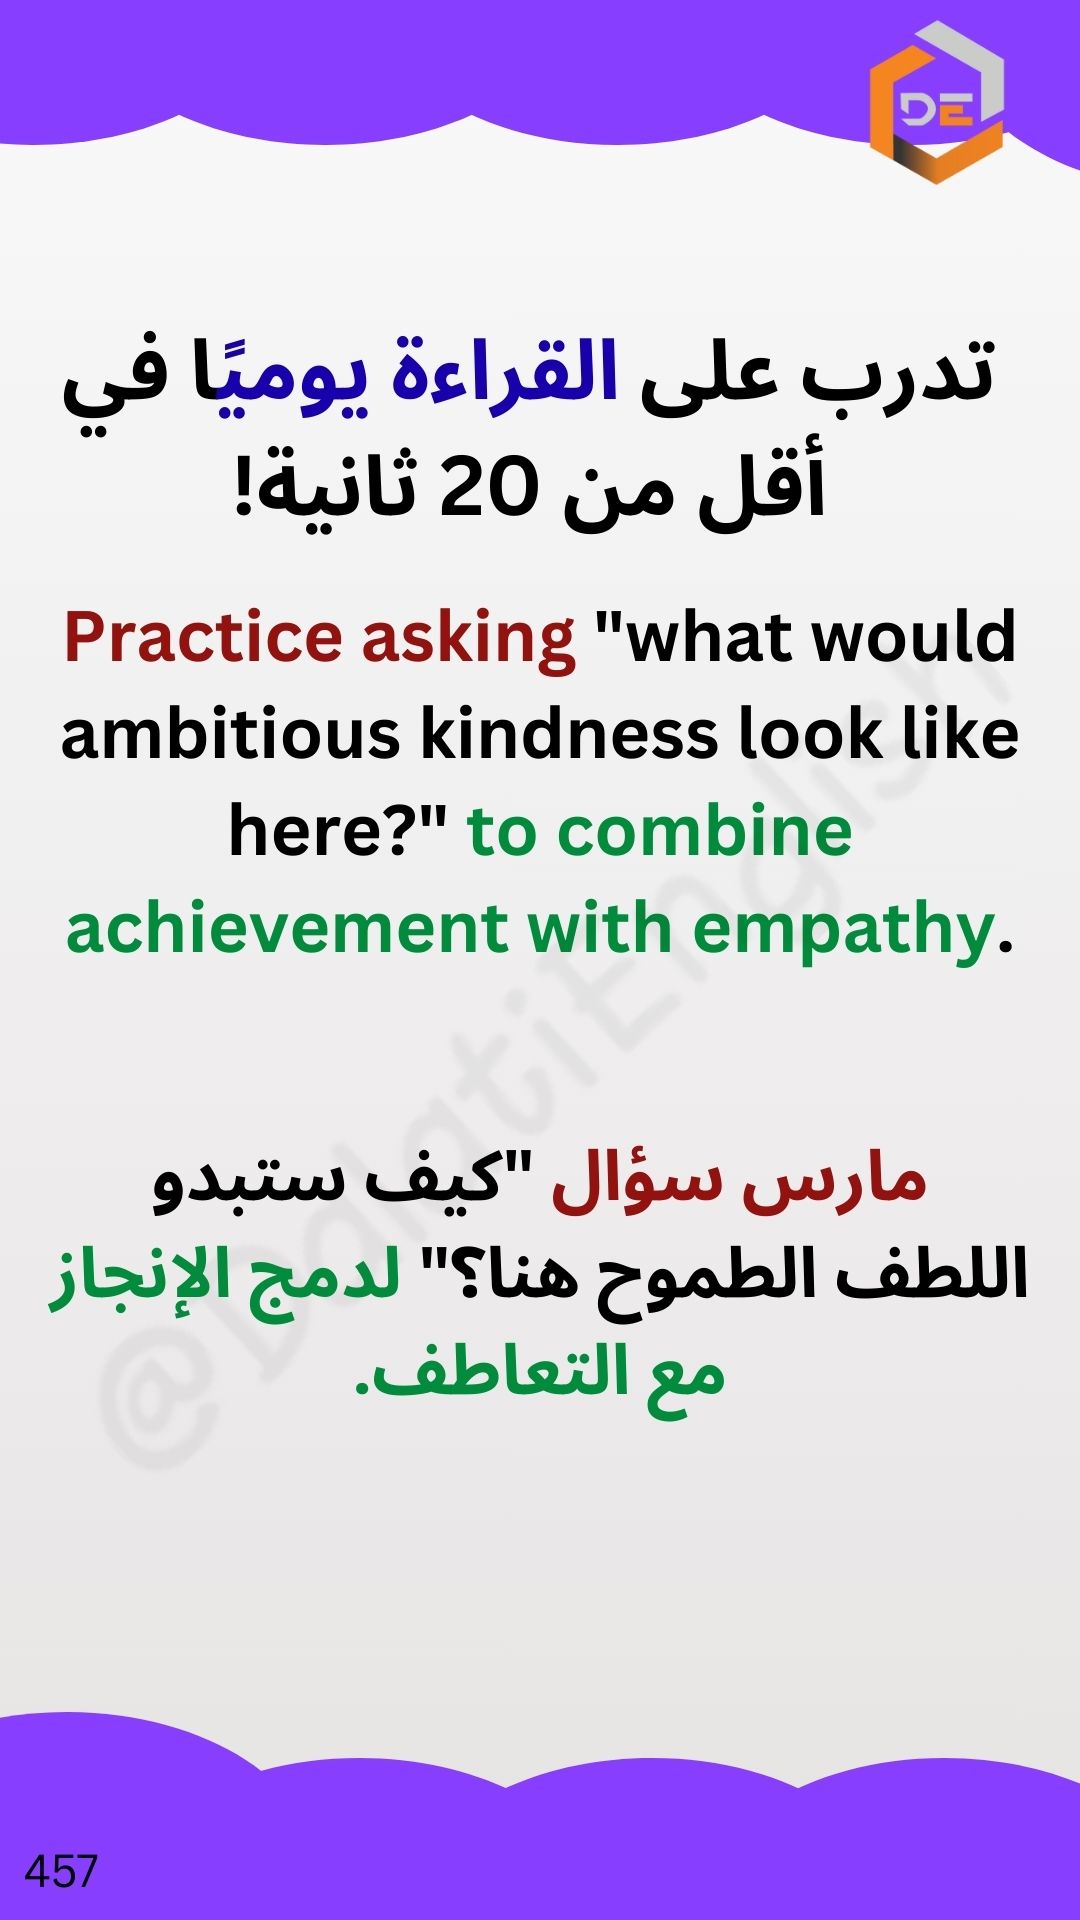 DE
تدرب على القراءة يوميًا في
أقل من 20 ثانية!
Practice asking "what would
ambitious kindness look like
here?" to combine
achievement with empathy.
مارس سؤال "كيف ستبدو
اللطف الطموح هنا؟" لدمج الإنجاز
مع التعاطف.
@DdlatiEnglish
457